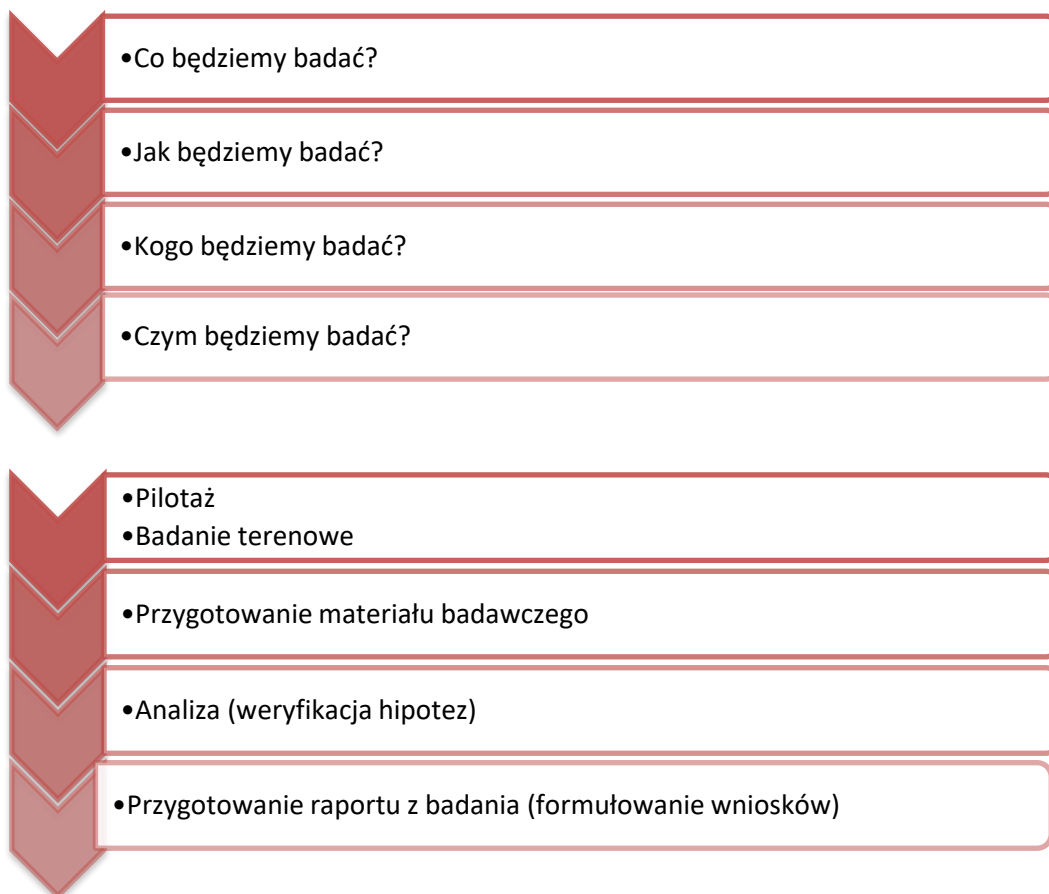 •Co będziemy badać?
•Jak będziemy badać?
•Kogo będziemy badać?
•Czym będziemy badać?
•Pilotaż
•Badanie terenowe
•Przygotowanie materiału badawczego
•Analiza (weryfikacja hipotez)
•Przygotowanie raportu z badania (formułowanie wniosków)